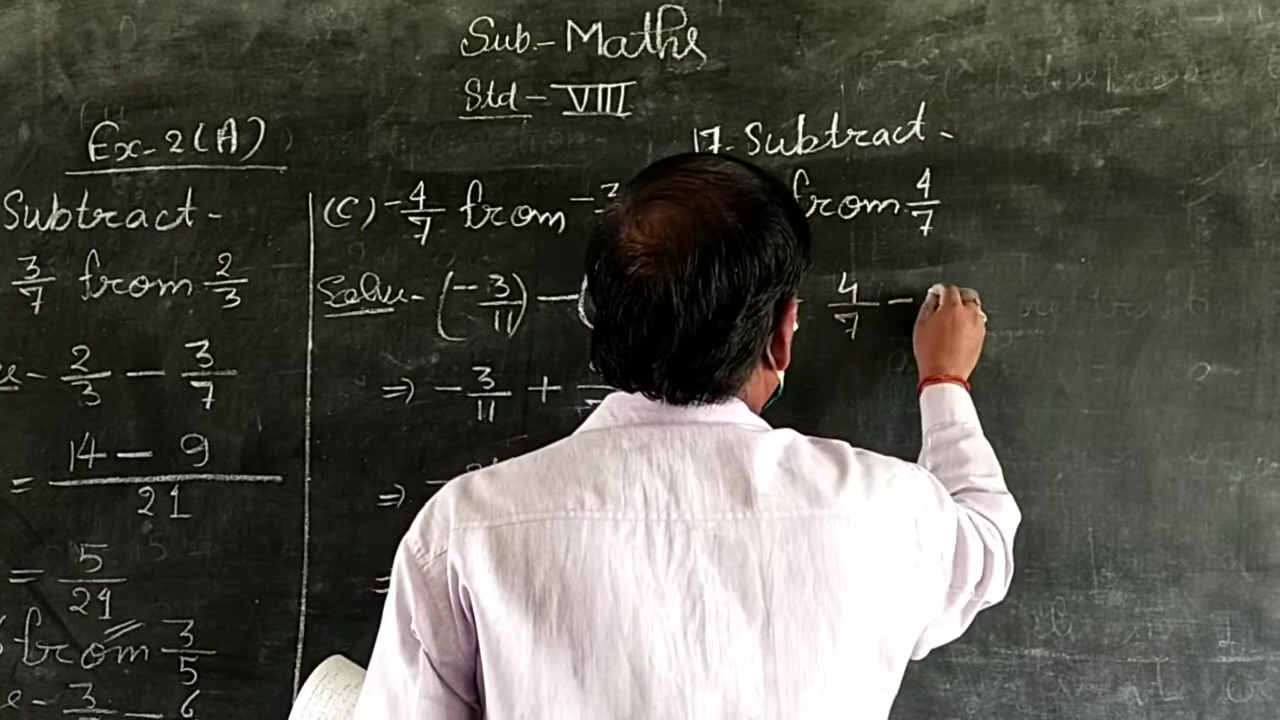 Sub.- Maths
Std - VIII
Ex- 2(A)
Subtract -
3/7 from 2/3
2/3 - 3/7
= 14 - 9 / 21
= 5/21
from 3/5
3 - 6
(C) -4/7 from -3
Solu- (-3/11) - (
⇒ -3/11 +
⇒
=
17. Subtract -
from 4/7
4/7 -